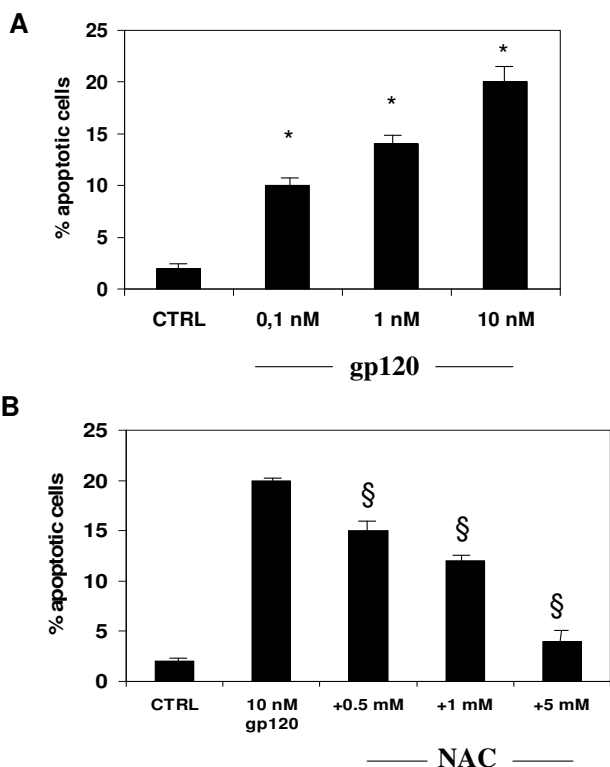 A
% apoptotic cells
25
20
15
10
5
0
*
*
*
CTRL 0,1 nM 1 nM 10 nM
gp120
B
% apoptotic cells
25
20
15
10
5
0
§
§
§
CTRL 10 nM gp120 +0.5 mM +1 mM +5 mM
NAC